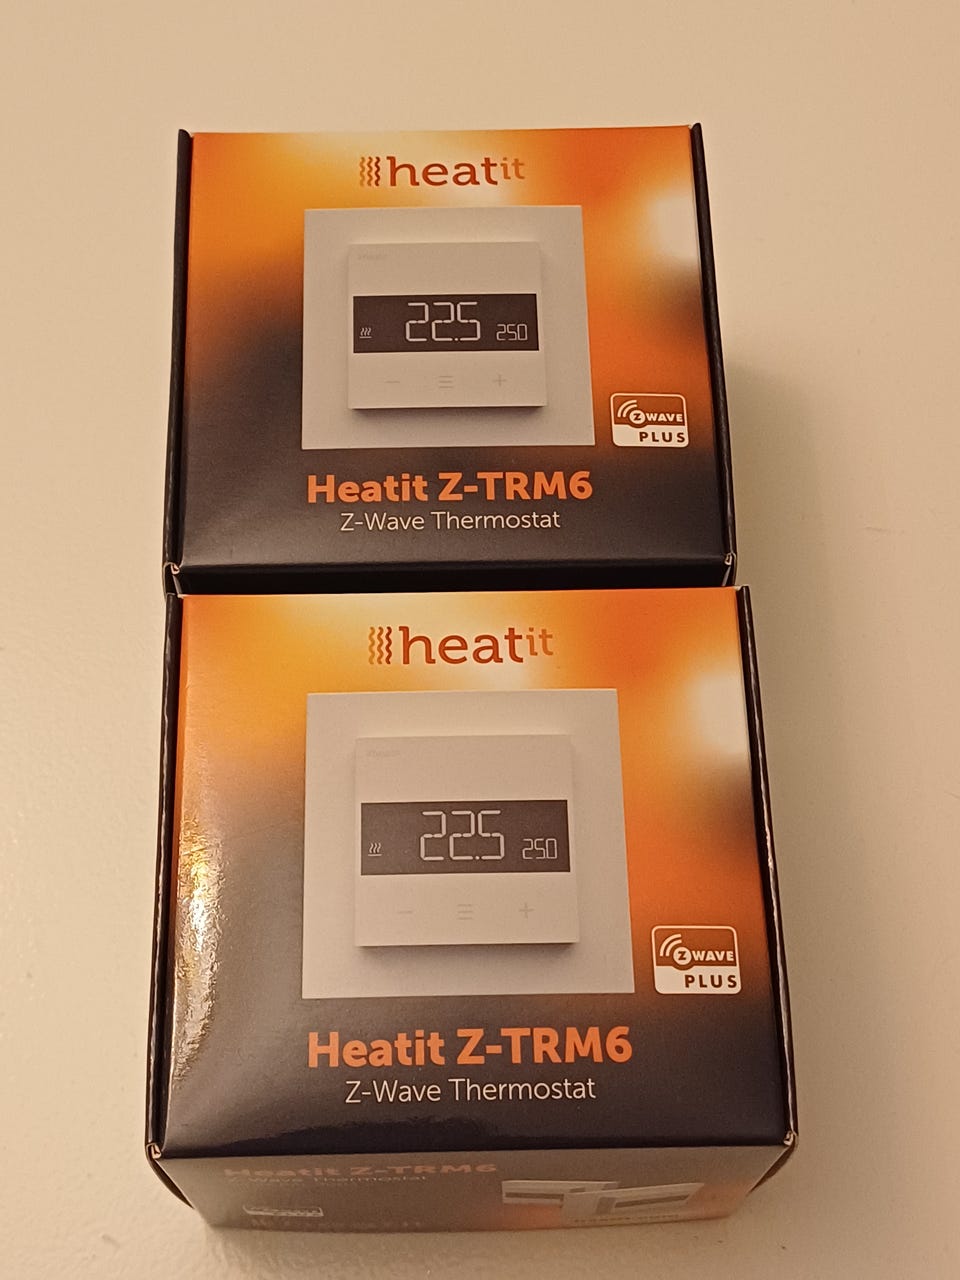 heatit
22.5
25.0
Z WAVE
PLUS
Heatit Z-TRM6
Z-Wave Thermostat
heatit
22.5
25.0
Z WAVE
PLUS
Heatit Z-TRM6
Z-Wave Thermostat
Heatit Z-TRM6
Z-Wave Thermostat